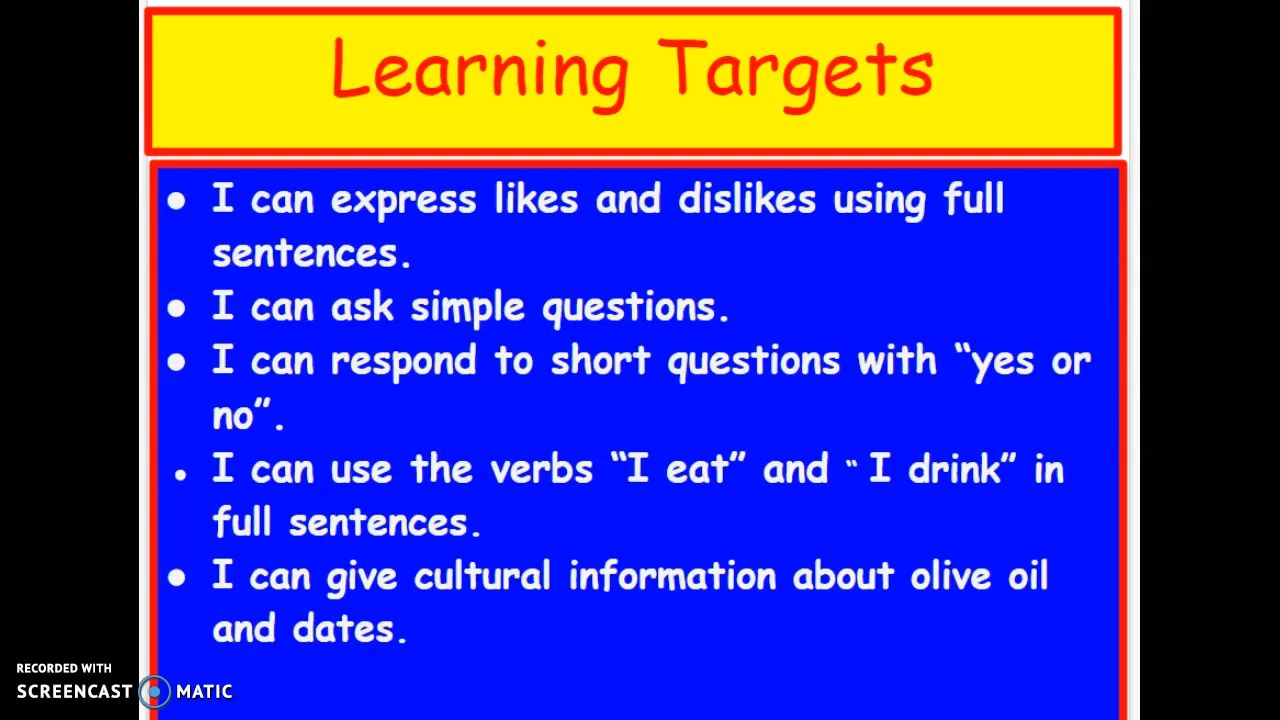 Learning Targets
● I can express likes and dislikes using full
sentences.
● I can ask simple questions.
● I can respond to short questions with “yes or
no”.
● I can use the verbs “I eat” and “ I drink” in
full sentences.
● I can give cultural information about olive oil
and dates.
RECORDED WITH
SCREENCAST MATIC